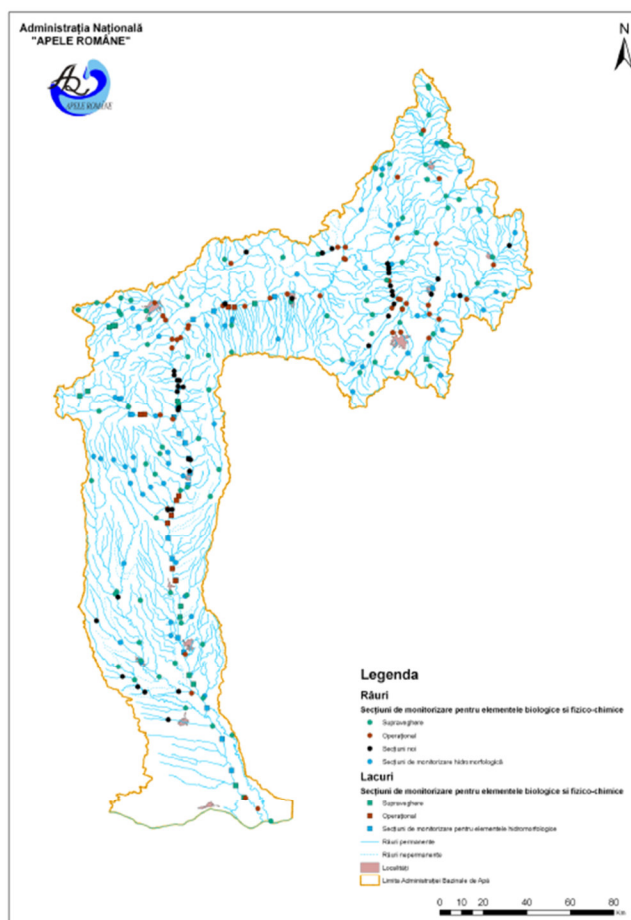 Administrația Națională
"APELE ROMÂNE"
APELE ROMÂNE
N
Legenda
Râuri
Secțiuni de monitorizare pentru elementele biologice si fizico-chimice
Supraveghere
Operațional
Secțiuni noi
Secțiuni de monitorizare hidromorfologică
Lacuri
Secțiuni de monitorizare pentru elementele biologice si fizico-chimice
Supraveghere
Operațional
Secțiuni de monitorizare pentru elementele hidromorfologice
Râuri permanente
Râuri nepermanente
Localități
Limita Administrației Bazinale de Apă
0 10 20 40 60 80
Km